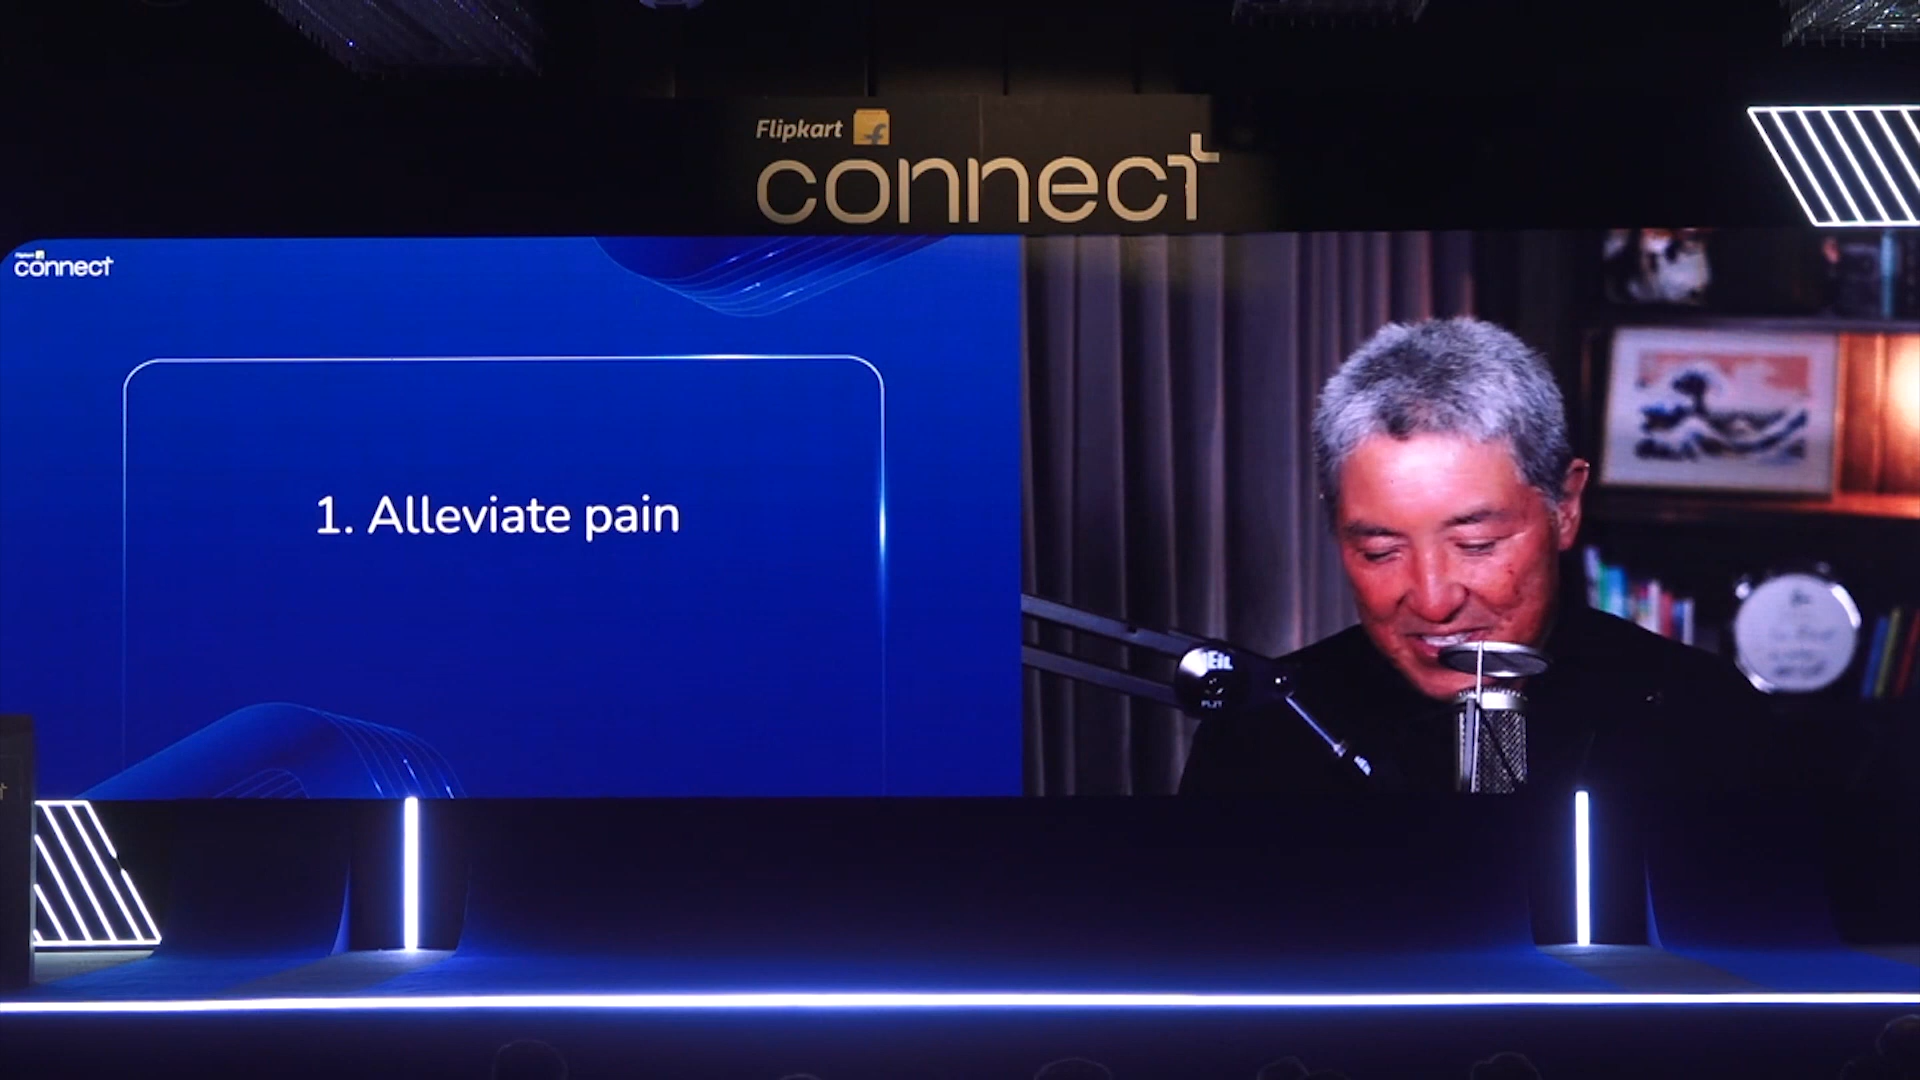 Flipkart
connect
connect
1. Alleviate pain